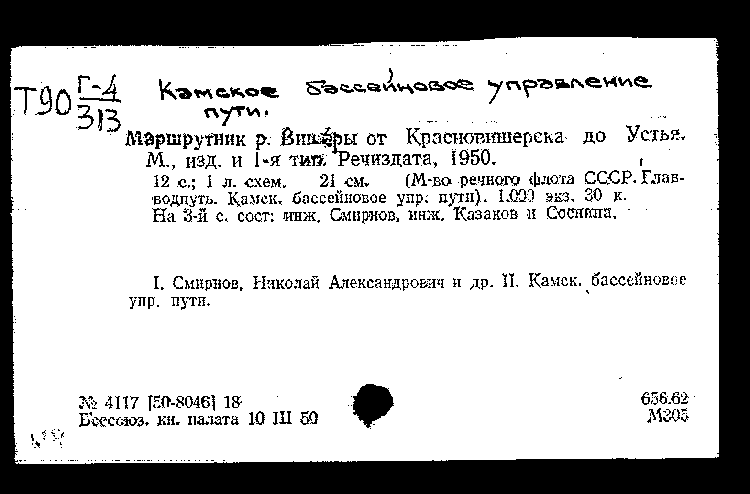 Т90 Г-4
313
Камское бассейновое управление
пути.
Маршрутник р. Вишеры от Красновишерска до Устья.
М., изд. и 1-я тип. Речиздата, 1950.
12 с.; 1 л. схем. 21 см. (М-во речного флота СССР. Глав-
водпуть. Камск. бассейновое упр. пути). 1.000 экз. 30 к.
На 3-й с. сост: инж. Смирнов, инж. Казаков и Соснина.
I. Смирнов, Николай Александрович и др. II. Камск. бассейновое
упр. пути.
№ 4117 [50-8046] 18
656.62
Всесоюз. кн. палата 10 III 50
М305